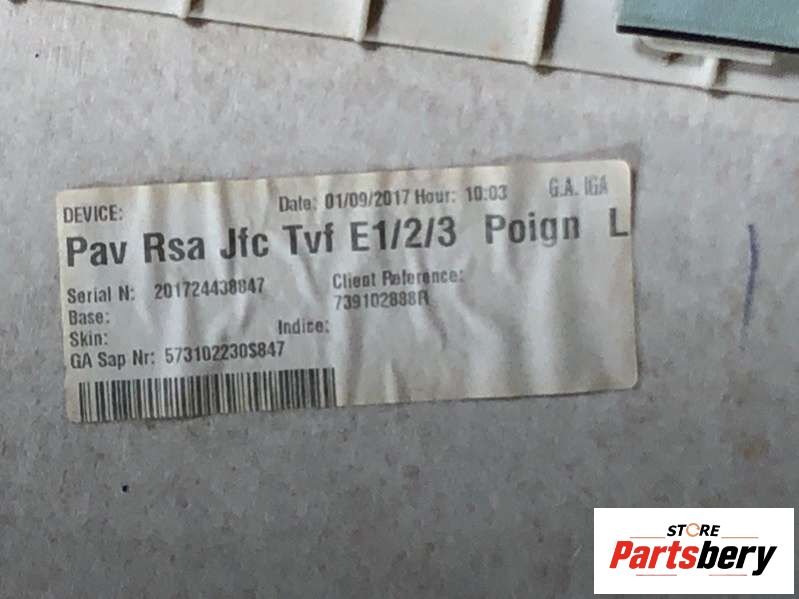 DEVICE: Date: 01/09/2017 Hour: 10:03 G.A. IGA
Pav Rsa Jfc Tvf E1/2/3 Poign L
Serial N: 201724438847 Client Reference:
Base: 739102888R
Skin: Indice:
GA Sap Nr: 573102230S847
STORE
Partsbery